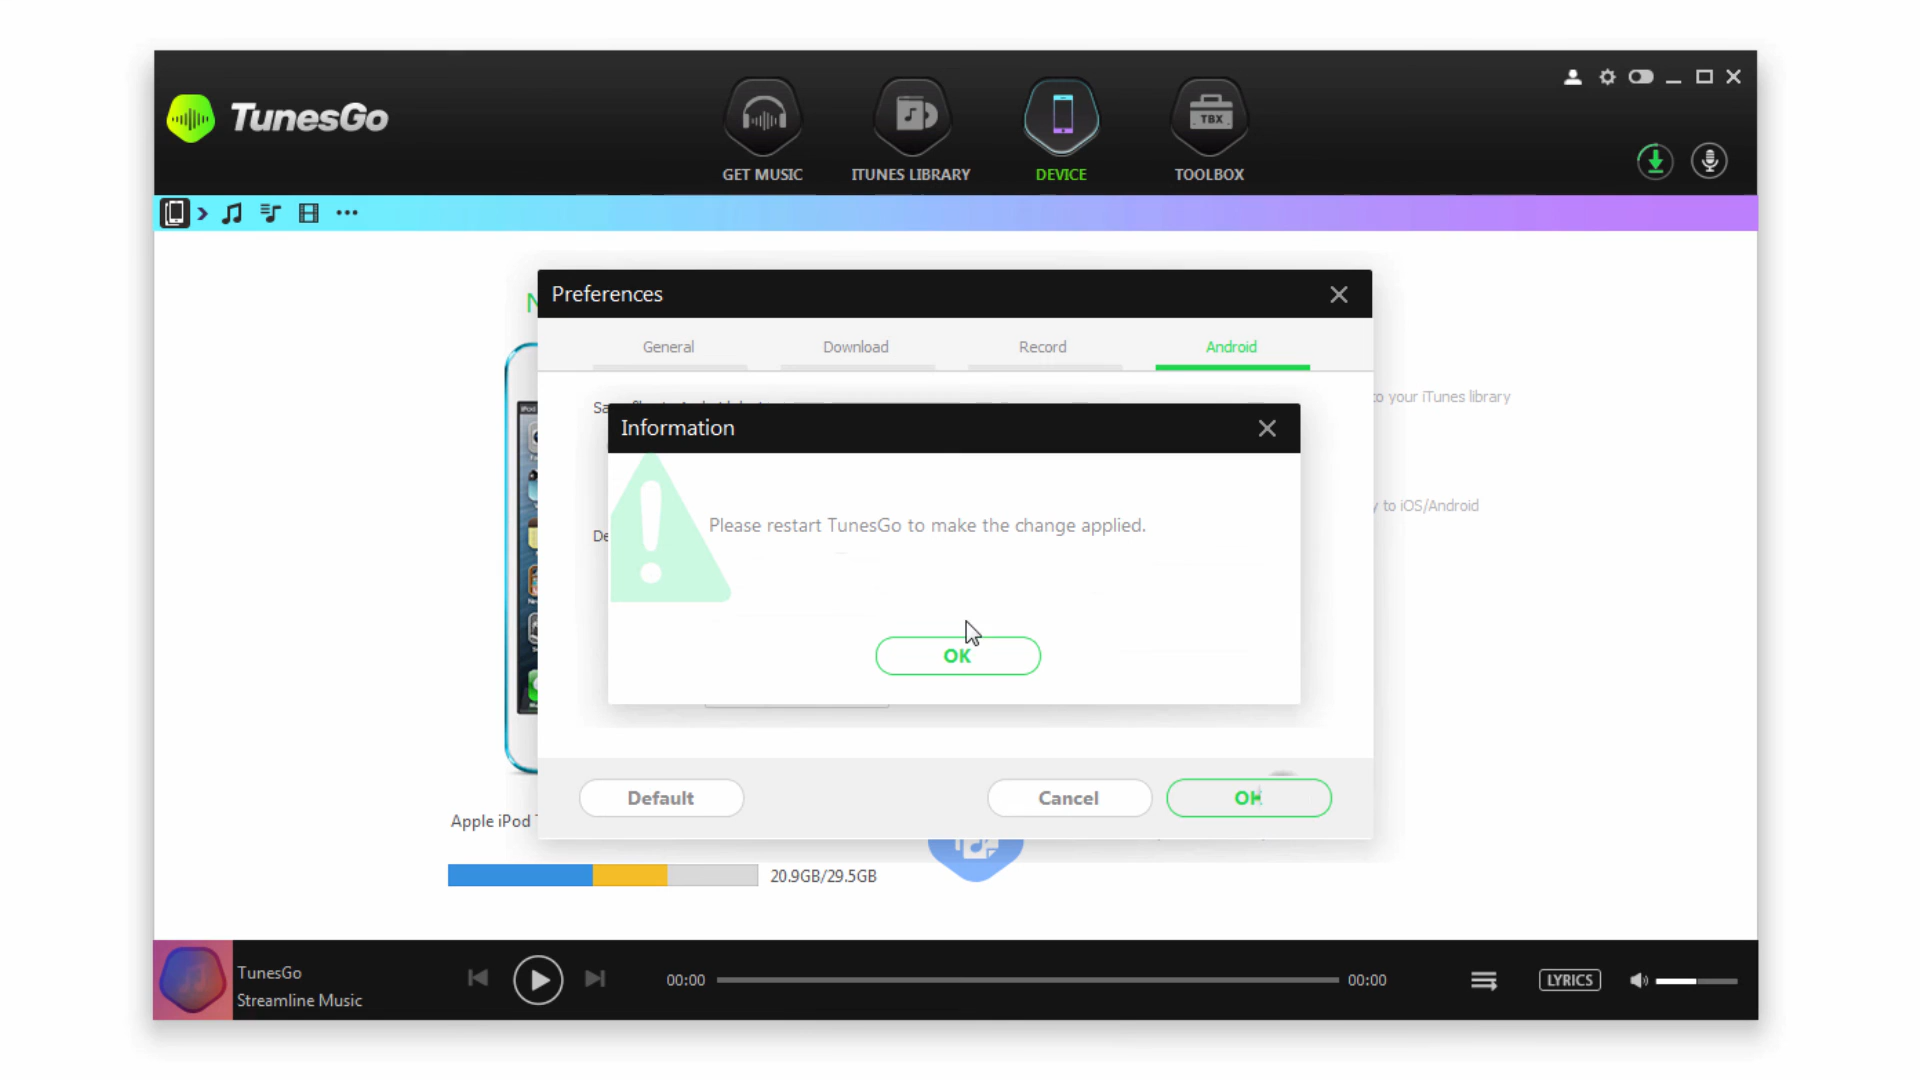 TunesGo
TBX
GET MUSIC
ITUNES LIBRARY
DEVICE
TOOLBOX
Preferences
General
Download
Record
Android
to your iTunes library
Information
to iOS/Android
Please restart TunesGo to make the change applied.
OK
Default
Cancel
OK
Apple iPod
20.9GB/29.5GB
TunesGo
Streamline Music
00:00
00:00
LYRICS